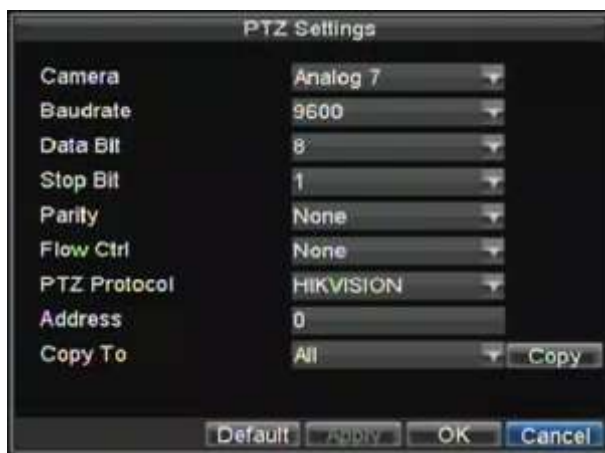 PTZ Settings
Camera Analog 7
Baudrate 9600
Data Bit 8
Stop Bit 1
Parity None
Flow Ctrl None
PTZ Protocol HIKVISION
Address 0
Copy To All Copy
Default Apply OK Cancel